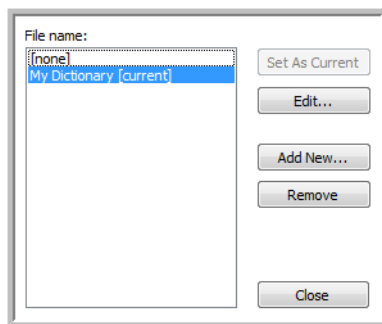 File name:
[none]
My Dictionary [current]
Set As Current
Edit...
Add New...
Remove
Close